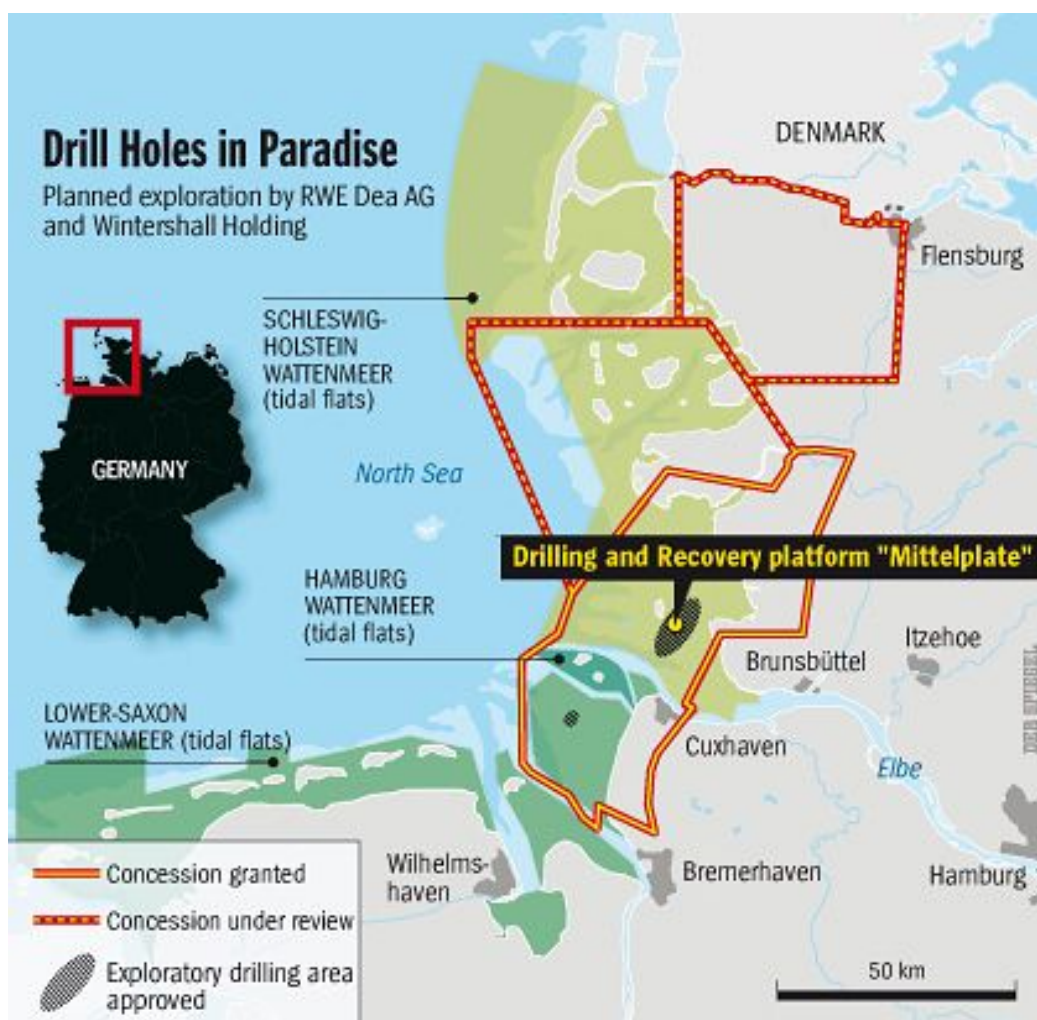 Drill Holes in Paradise
Planned exploration by RWE Dea AG
and Wintershall Holding
DENMARK
Flensburg
SCHLESWIG-
HOLSTEIN
WATTENMEER
(tidal flats)
GERMANY
North Sea
Drilling and Recovery platform "Mittelplate"
HAMBURG
WATTENMEER
(tidal flats)
Itzehoe
Brunsbüttel
DER SPIEGEL
LOWER-SAXON
WATTENMEER (tidal flats)
Cuxhaven
Elbe
Wilhelms-
haven
Bremerhaven
Hamburg
Concession granted
Concession under review
Exploratory drilling area
approved
50 km